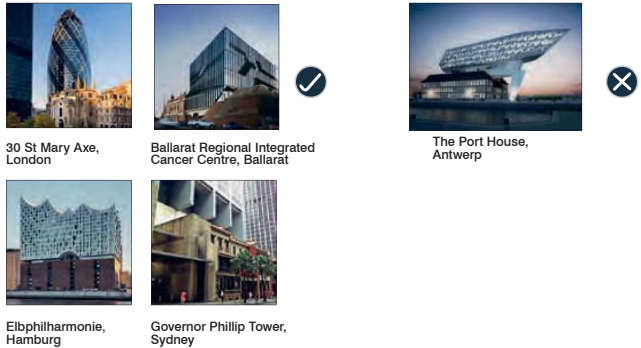 30 St Mary Axe,
London
Ballarat Regional Integrated
Cancer Centre, Ballarat
The Port House,
Antwerp
Elbphilharmonie,
Hamburg
Governor Phillip Tower,
Sydney